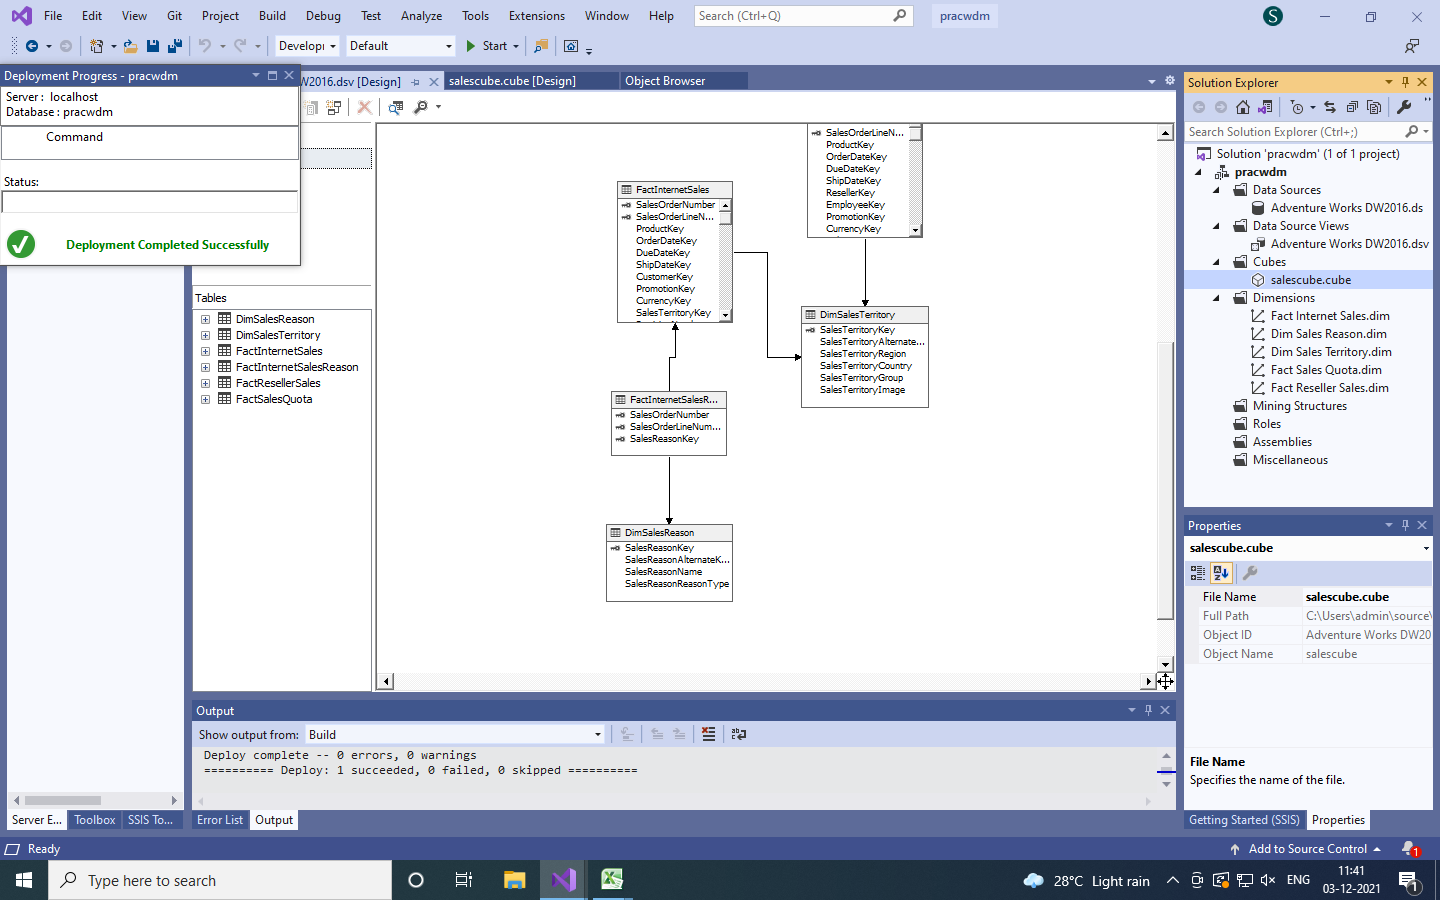 File Edit View Git Project Build Debug Test Analyze Tools Extensions Window Help Search (Ctrl+Q) pracwdm S
Default Start
Deployment Progress - pracwdm
Server : localhost
Database : pracwdm
Command
Status:
Deployment Completed Successfully
W2016.dsv [Design] salescube.cube [Design] Object Browser
Tables
DimSalesReason
DimSalesTerritory
FactInternetSales
FactInternetSalesReason
FactResellerSales
FactSalesQuota
SalesOrderLineN...
ProductKey
OrderDateKey
DueDateKey
ShipDateKey
ResellerKey
EmployeeKey
PromotionKey
CurrencyKey
FactInternetSales
SalesOrderNumber
SalesOrderLineN...
ProductKey
OrderDateKey
DueDateKey
ShipDateKey
CustomerKey
PromotionKey
CurrencyKey
SalesTerritoryKey
DimSalesTerritory
SalesTerritoryKey
SalesTerritoryAlternate...
SalesTerritoryRegion
SalesTerritoryCountry
SalesTerritoryGroup
SalesTerritoryImage
FactInternetSalesR...
SalesOrderNumber
SalesOrderLineNum...
SalesReasonKey
DimSalesReason
SalesReasonKey
SalesReasonAlternateK...
SalesReasonName
SalesReasonReasonType
Output
Show output from: Build
Deploy complete -- 0 errors, 0 warnings
========== Deploy: 1 succeeded, 0 failed, 0 skipped ==========
Server E... Toolbox SSIS To... Error List Output
Solution Explorer
Search Solution Explorer (Ctrl+;)
Solution 'pracwdm' (1 of 1 project)
pracwdm
Data Sources
Adventure Works DW2016.ds
Data Source Views
Adventure Works DW2016.dsv
Cubes
salescube.cube
Dimensions
Fact Internet Sales.dim
Dim Sales Reason.dim
Dim Sales Territory.dim
Fact Sales Quota.dim
Fact Reseller Sales.dim
Mining Structures
Roles
Assemblies
Miscellaneous
Properties
salescube.cube
File Name salescube.cube
Full Path C:\Users\admin\source\
Object ID Adventure Works DW20
Object Name salescube
File Name
Specifies the name of the file.
Getting Started (SSIS) Properties
Ready Add to Source Control 1
Type here to search 28°C Light rain ENG 11:41
03-12-2021 1